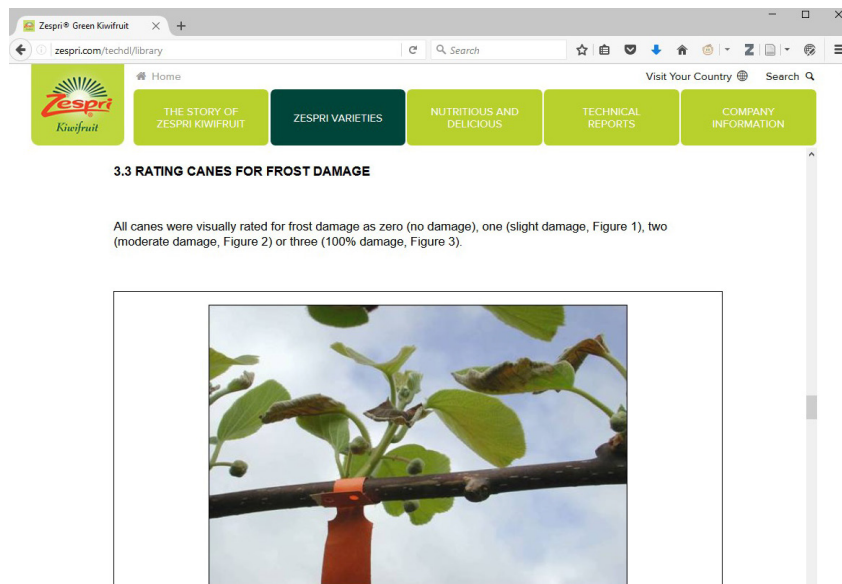 Zespri® Green Kiwifruit
zespri.com/techdl/library
Search
Home
Visit Your Country
Search
Zespri
Kiwifruit
THE STORY OF
ZESPRI KIWIFRUIT
ZESPRI VARIETIES
NUTRITIOUS AND
DELICIOUS
TECHNICAL
REPORTS
COMPANY
INFORMATION
3.3 RATING CANES FOR FROST DAMAGE
All canes were visually rated for frost damage as zero (no damage), one (slight damage, Figure 1), two
(moderate damage, Figure 2) or three (100% damage, Figure 3).